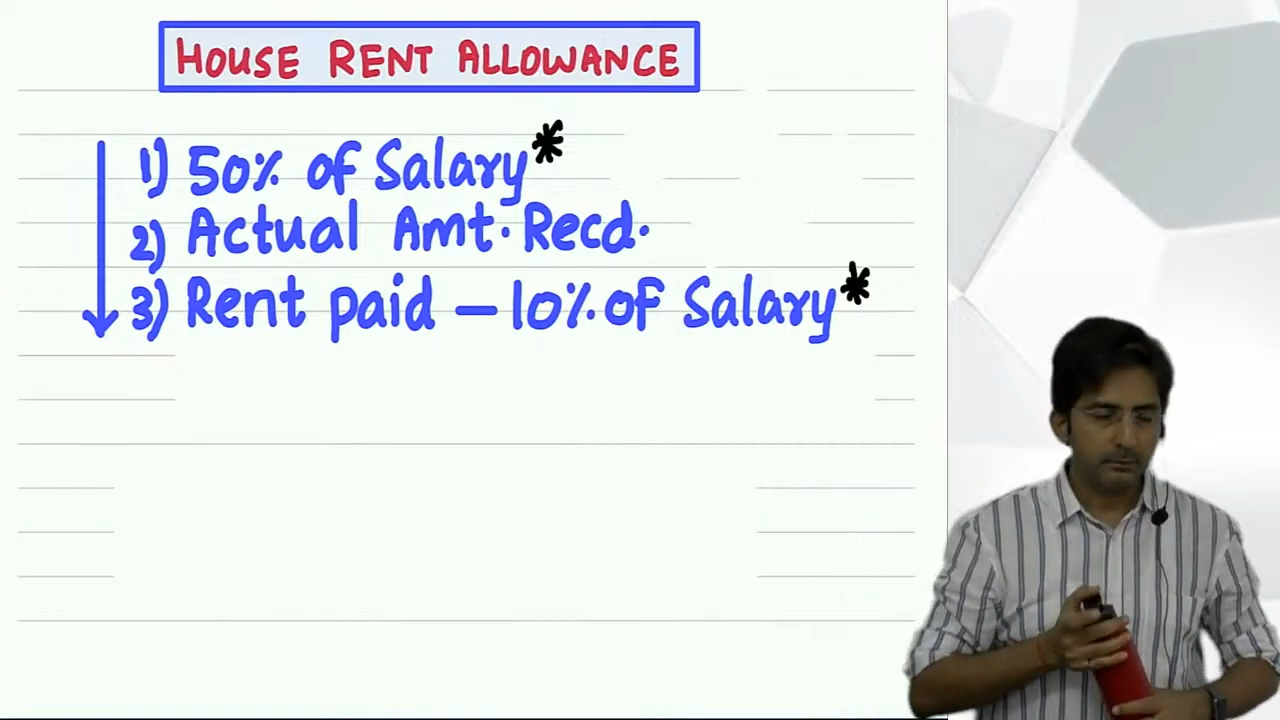 HOUSE RENT ALLOWANCE
1) 50% of Salary*
2) Actual Amt. Recd.
3) Rent paid – 10% of Salary*